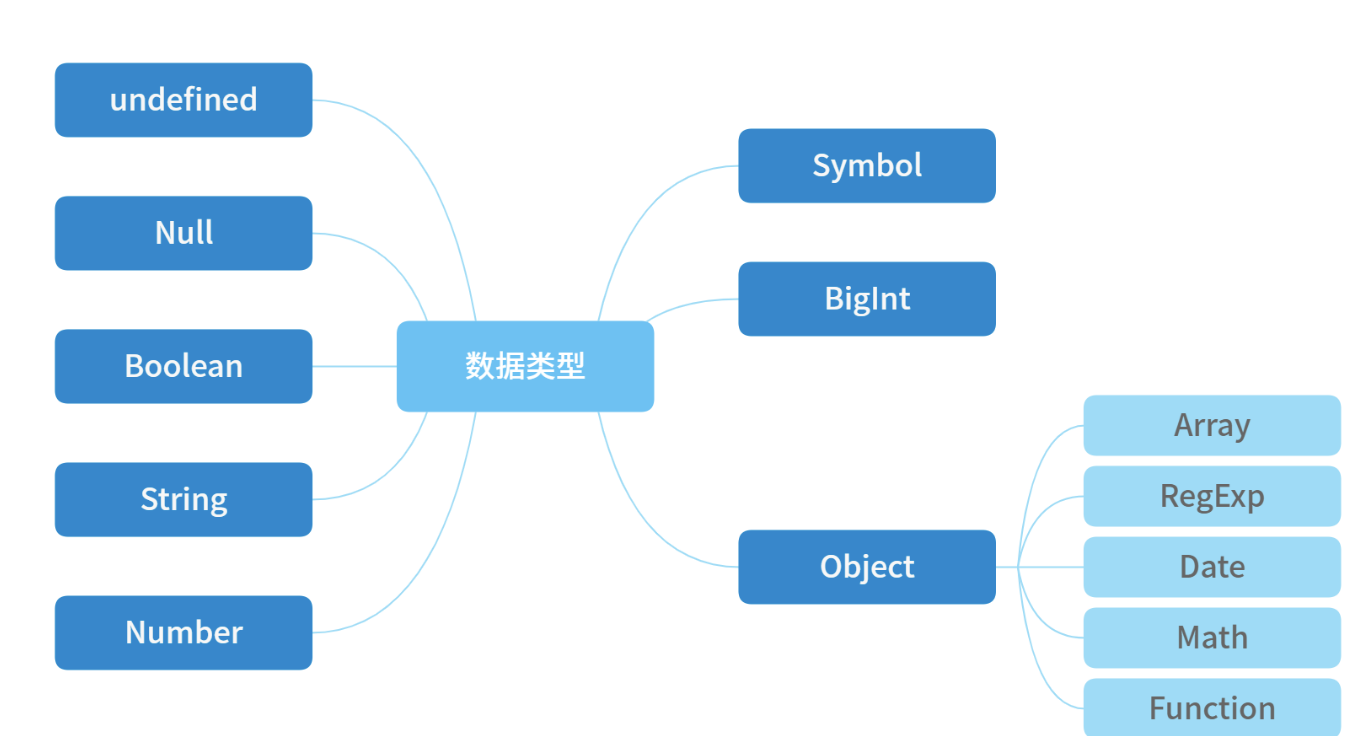 undefined
Null
Boolean
String
Number
数据类型
Symbol
BigInt
Object
Array
RegExp
Date
Math
Function